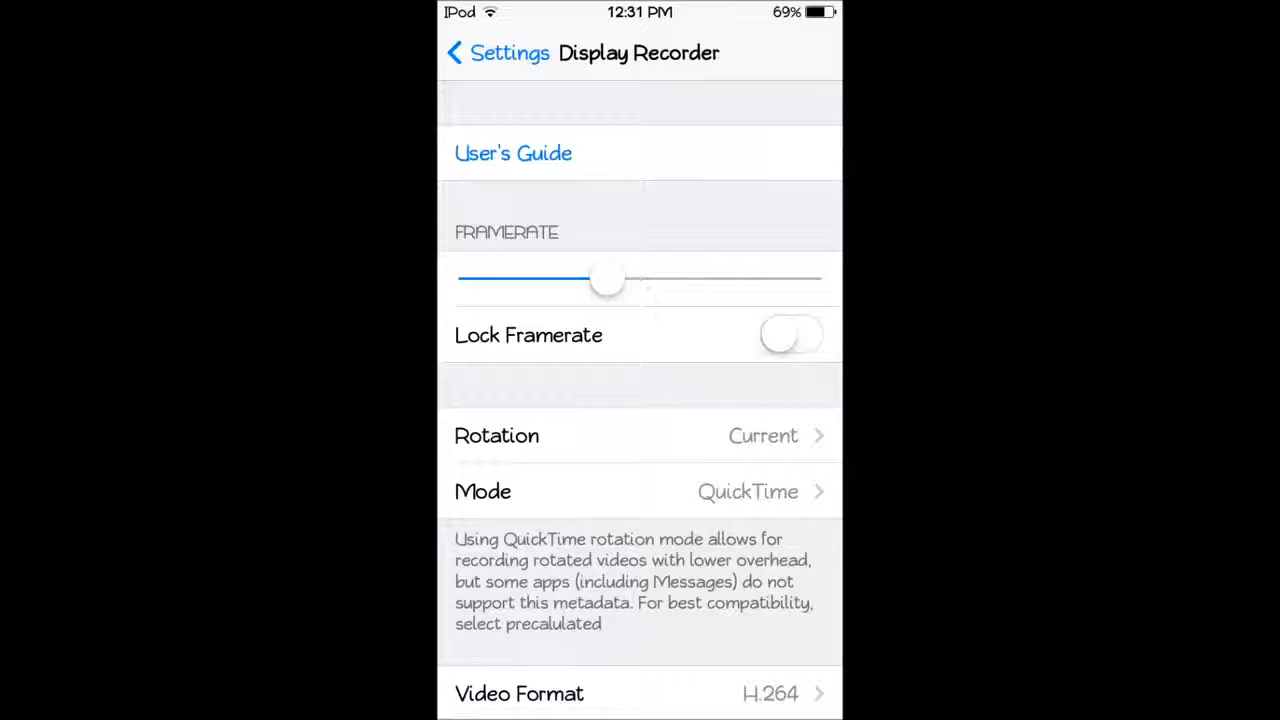 IPod 12:31 PM 69%
Settings Display Recorder
User's Guide
FRAMERATE
Lock Framerate
Rotation Current
Mode QuickTime
Using QuickTime rotation mode allows for
recording rotated videos with lower overhead,
but some apps (including Messages) do not
support this metadata. For best compatibility,
select precalulated
Video Format H.264